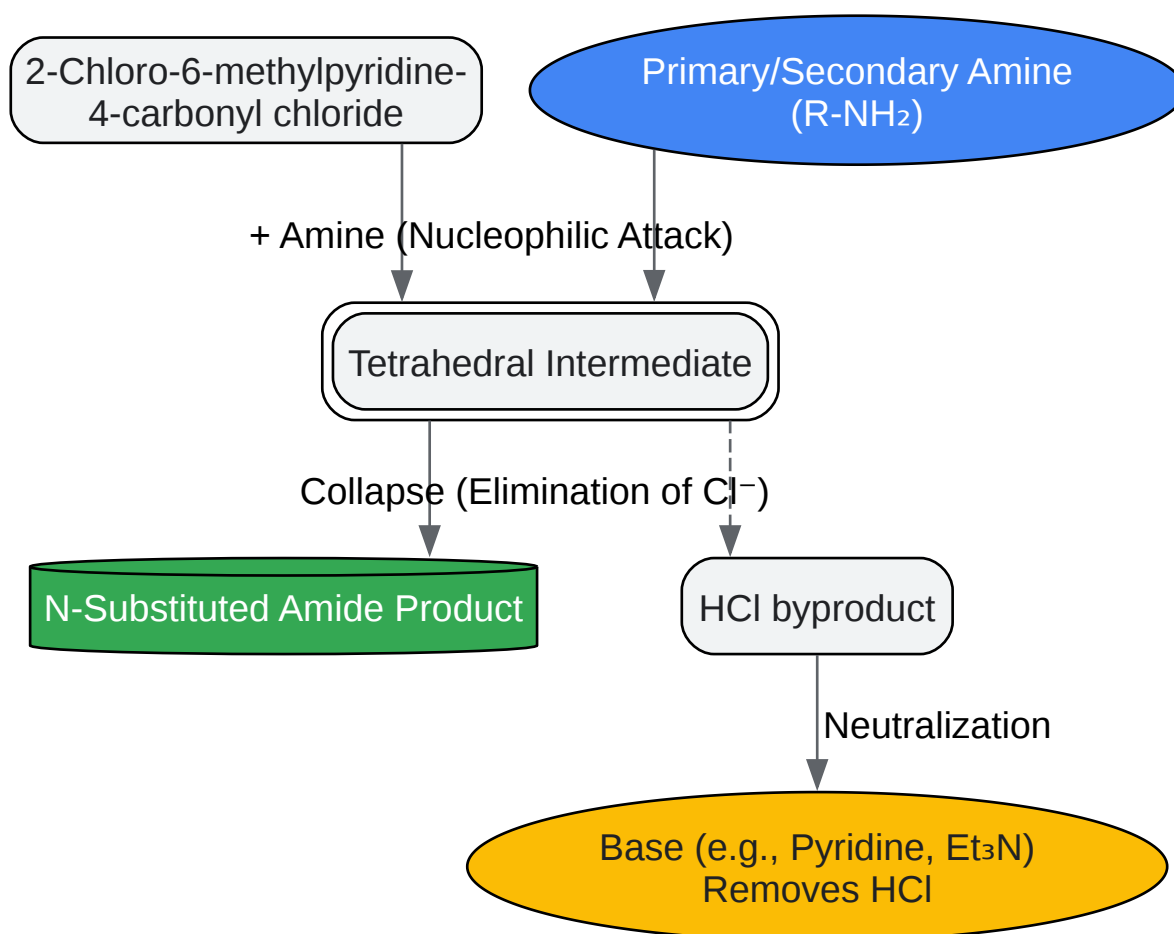 2-Chloro-6-methylpyridine-
4-carbonyl chloride
Primary/Secondary Amine
(R-NH₂)
+ Amine (Nucleophilic Attack)
Tetrahedral Intermediate
Collapse (Elimination of Cl⁻)
N-Substituted Amide Product
HCl byproduct
Neutralization
Base (e.g., Pyridine, Et₃N)
Removes HCl